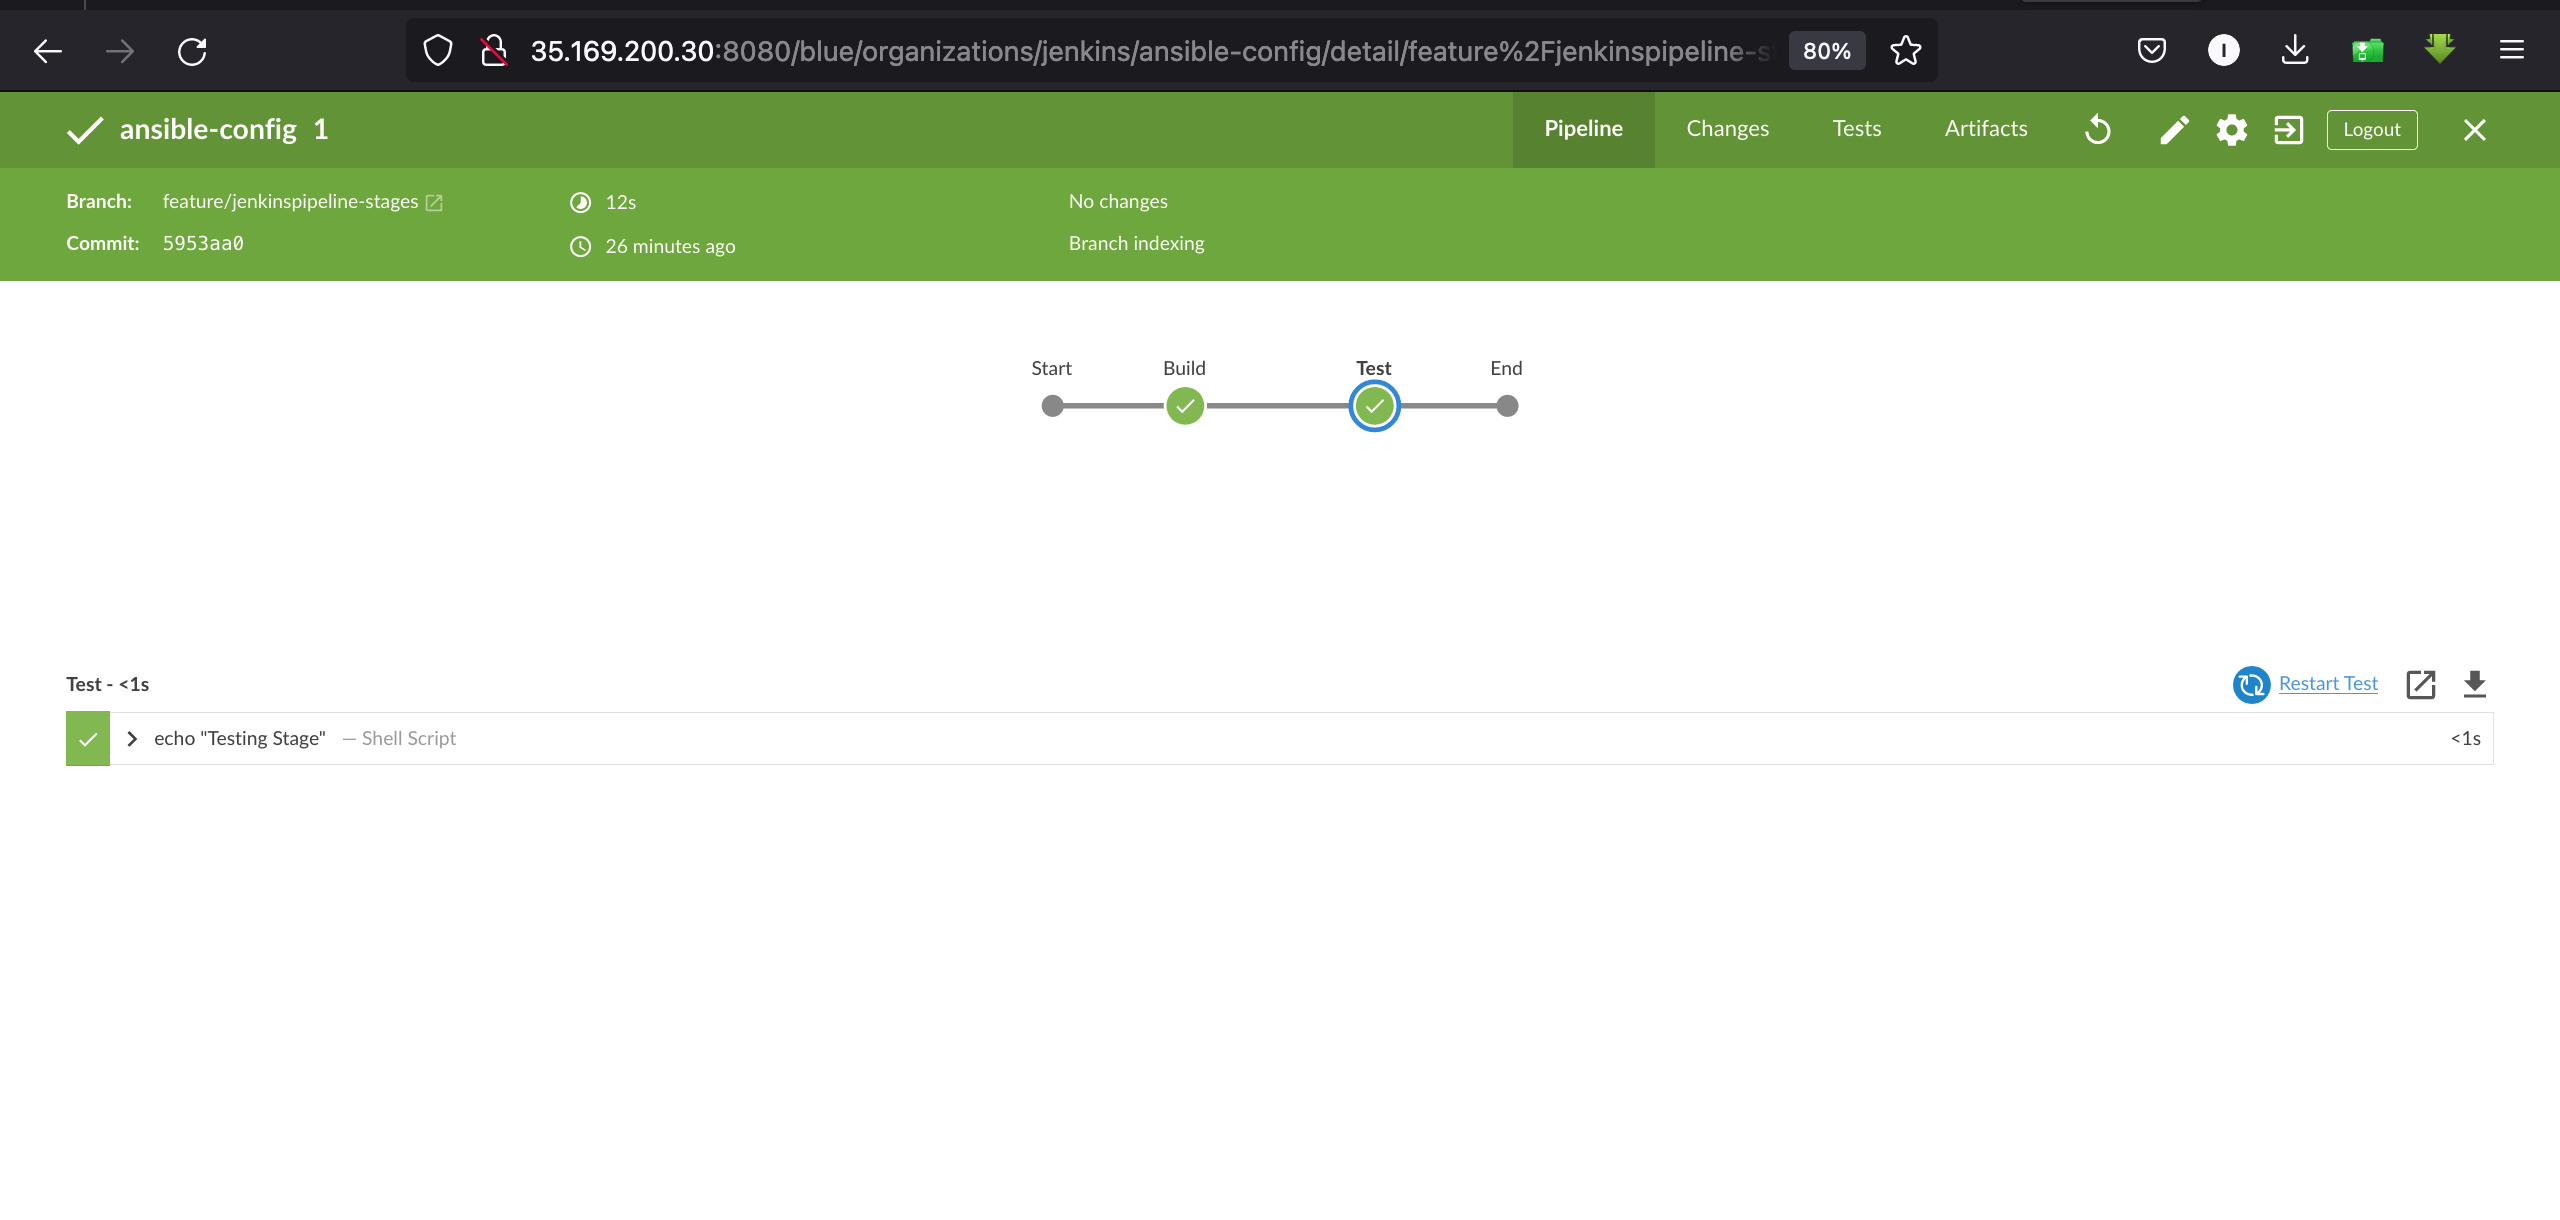 35.169.200.30:8080/blue/organizations/jenkins/ansible-config/detail/feature%2Fjenkinspipeline-s
80%
I
ansible-config 1
Pipeline Changes Tests Artifacts Logout
Branch: feature/jenkinspipeline-stages 12s No changes
Commit: 5953aa0 26 minutes ago Branch indexing
Start Build Test End
Test - <1s Restart Test
echo "Testing Stage" — Shell Script <1s